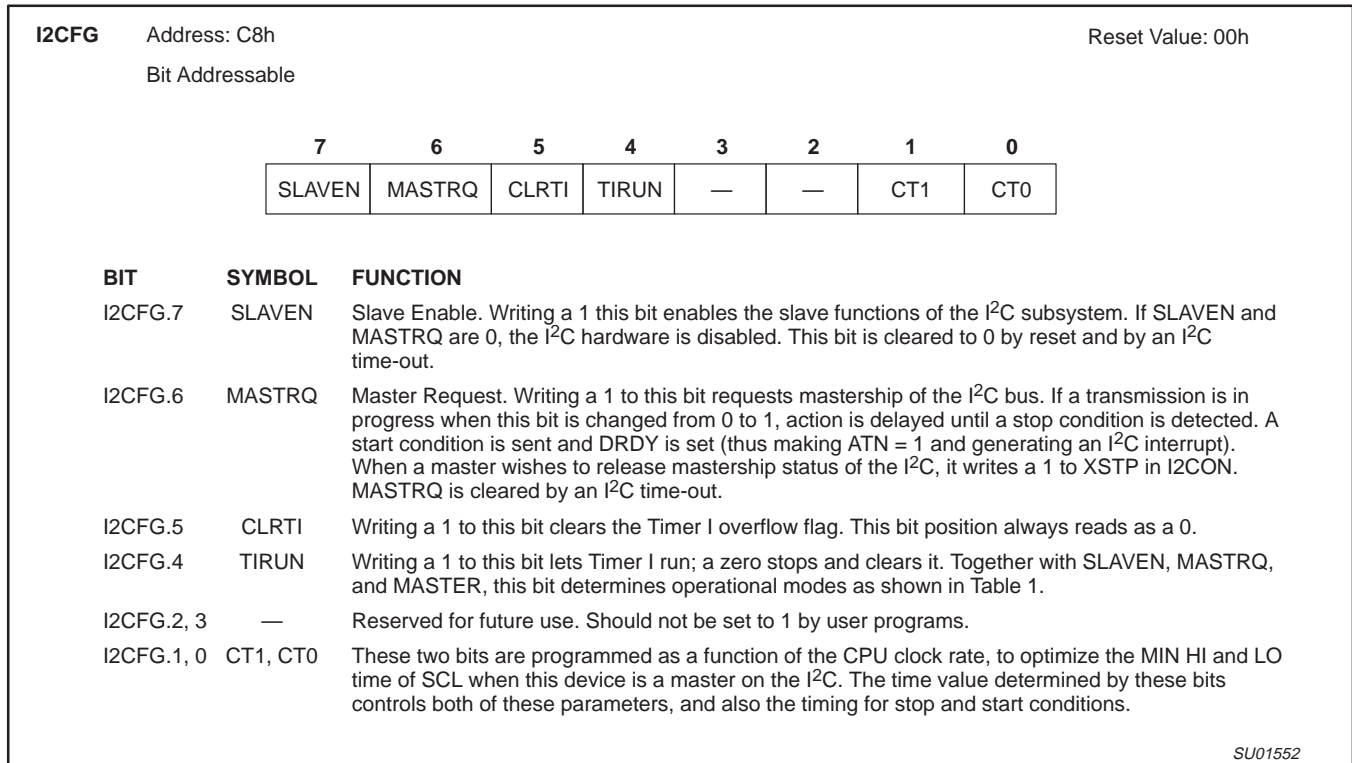 I2CFG Address: C8h Reset Value: 00h
Bit Addressable
7 6 5 4 3 2 1 0
SLAVEN MASTRQ CLRTI TIRUN — — CT1 CT0
BIT SYMBOL FUNCTION
I2CFG.7 SLAVEN Slave Enable. Writing a 1 this bit enables the slave functions of the I2C subsystem. If SLAVEN and
MASTRQ are 0, the I2C hardware is disabled. This bit is cleared to 0 by reset and by an I2C
time-out.
I2CFG.6 MASTRQ Master Request. Writing a 1 to this bit requests mastership of the I2C bus. If a transmission is in
progress when this bit is changed from 0 to 1, action is delayed until a stop condition is detected. A
start condition is sent and DRDY is set (thus making ATN = 1 and generating an I2C interrupt).
When a master wishes to release mastership status of the I2C, it writes a 1 to XSTP in I2CON.
MASTRQ is cleared by an I2C time-out.
I2CFG.5 CLRTI Writing a 1 to this bit clears the Timer I overflow flag. This bit position always reads as a 0.
I2CFG.4 TIRUN Writing a 1 to this bit lets Timer I run; a zero stops and clears it. Together with SLAVEN, MASTRQ,
and MASTER, this bit determines operational modes as shown in Table 1.
I2CFG.2, 3 — Reserved for future use. Should not be set to 1 by user programs.
I2CFG.1, 0 CT1, CT0 These two bits are programmed as a function of the CPU clock rate, to optimize the MIN HI and LO
time of SCL when this device is a master on the I2C. The time value determined by these bits
controls both of these parameters, and also the timing for stop and start conditions.
SU01552